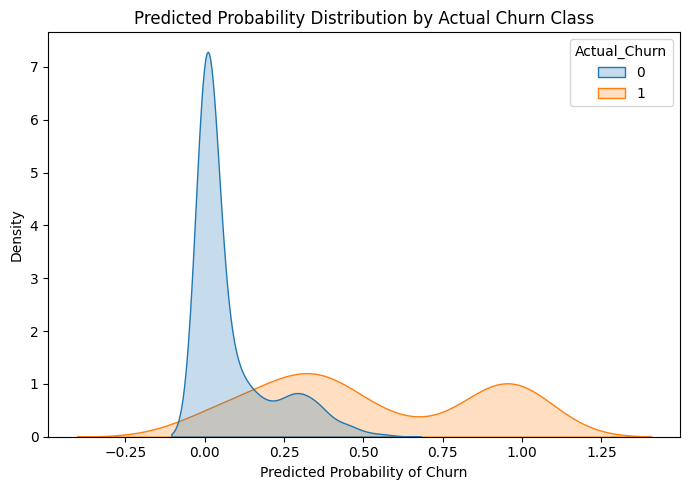 Predicted Probability Distribution by Actual Churn Class
Actual_Churn
0
1
7
6
5
4
3
2
1
0
Density
−0.25 0.00 0.25 0.50 0.75 1.00 1.25
Predicted Probability of Churn